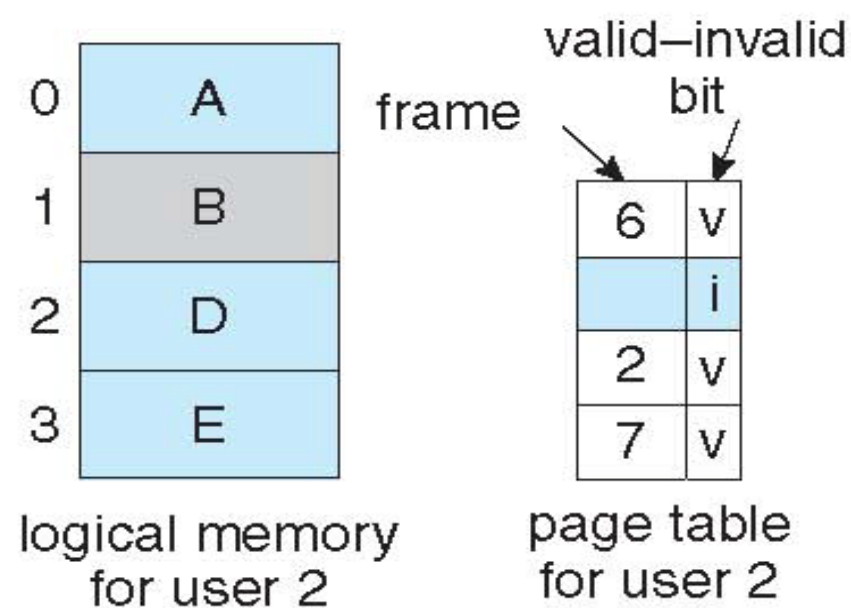 0 A
1 B
2 D
3 E
logical memory
for user 2
valid–invalid
bit
frame
6 v
i
2 v
7 v
page table
for user 2